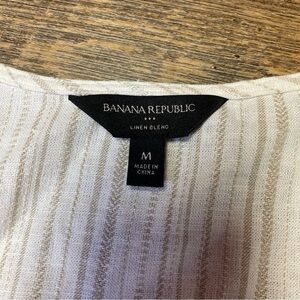 BANANA REPUBLIC
LINEN BLEND
M
MADE IN
CHINA